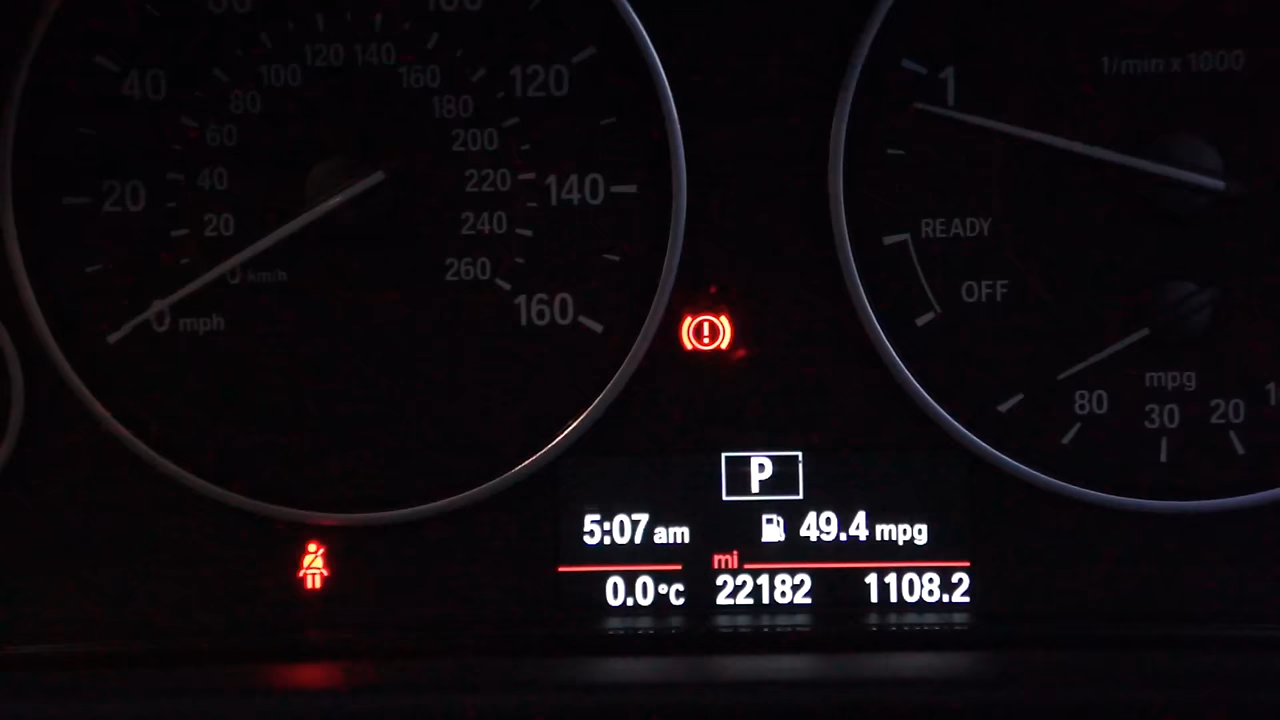 120 140
100 160
40 120
80 180
60 200
20 40 220 140
20 240
0 km/h 260
0 mph 160
1 1/min x 1000
READY
OFF
mpg
80 30 20
P
5:07 am 49.4 mpg
mi
0.0°C 22182 1108.2